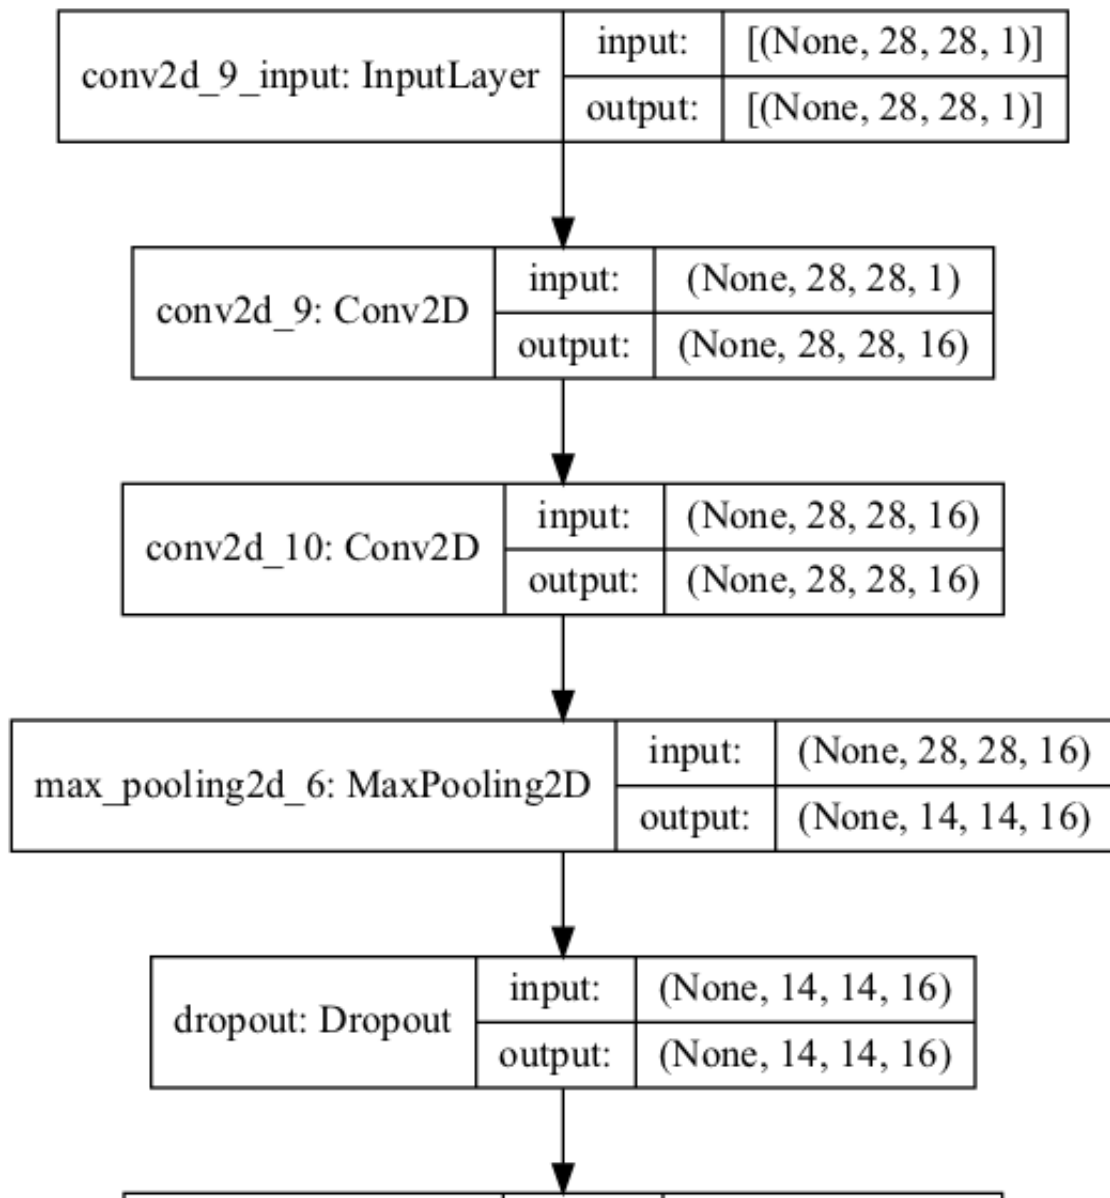 conv2d_9_input: InputLayer
input:
[(None, 28, 28, 1)]
output:
[(None, 28, 28, 1)]
conv2d_9: Conv2D
input:
(None, 28, 28, 1)
output:
(None, 28, 28, 16)
conv2d_10: Conv2D
input:
(None, 28, 28, 16)
output:
(None, 28, 28, 16)
max_pooling2d_6: MaxPooling2D
input:
(None, 28, 28, 16)
output:
(None, 14, 14, 16)
dropout: Dropout
input:
(None, 14, 14, 16)
output:
(None, 14, 14, 16)